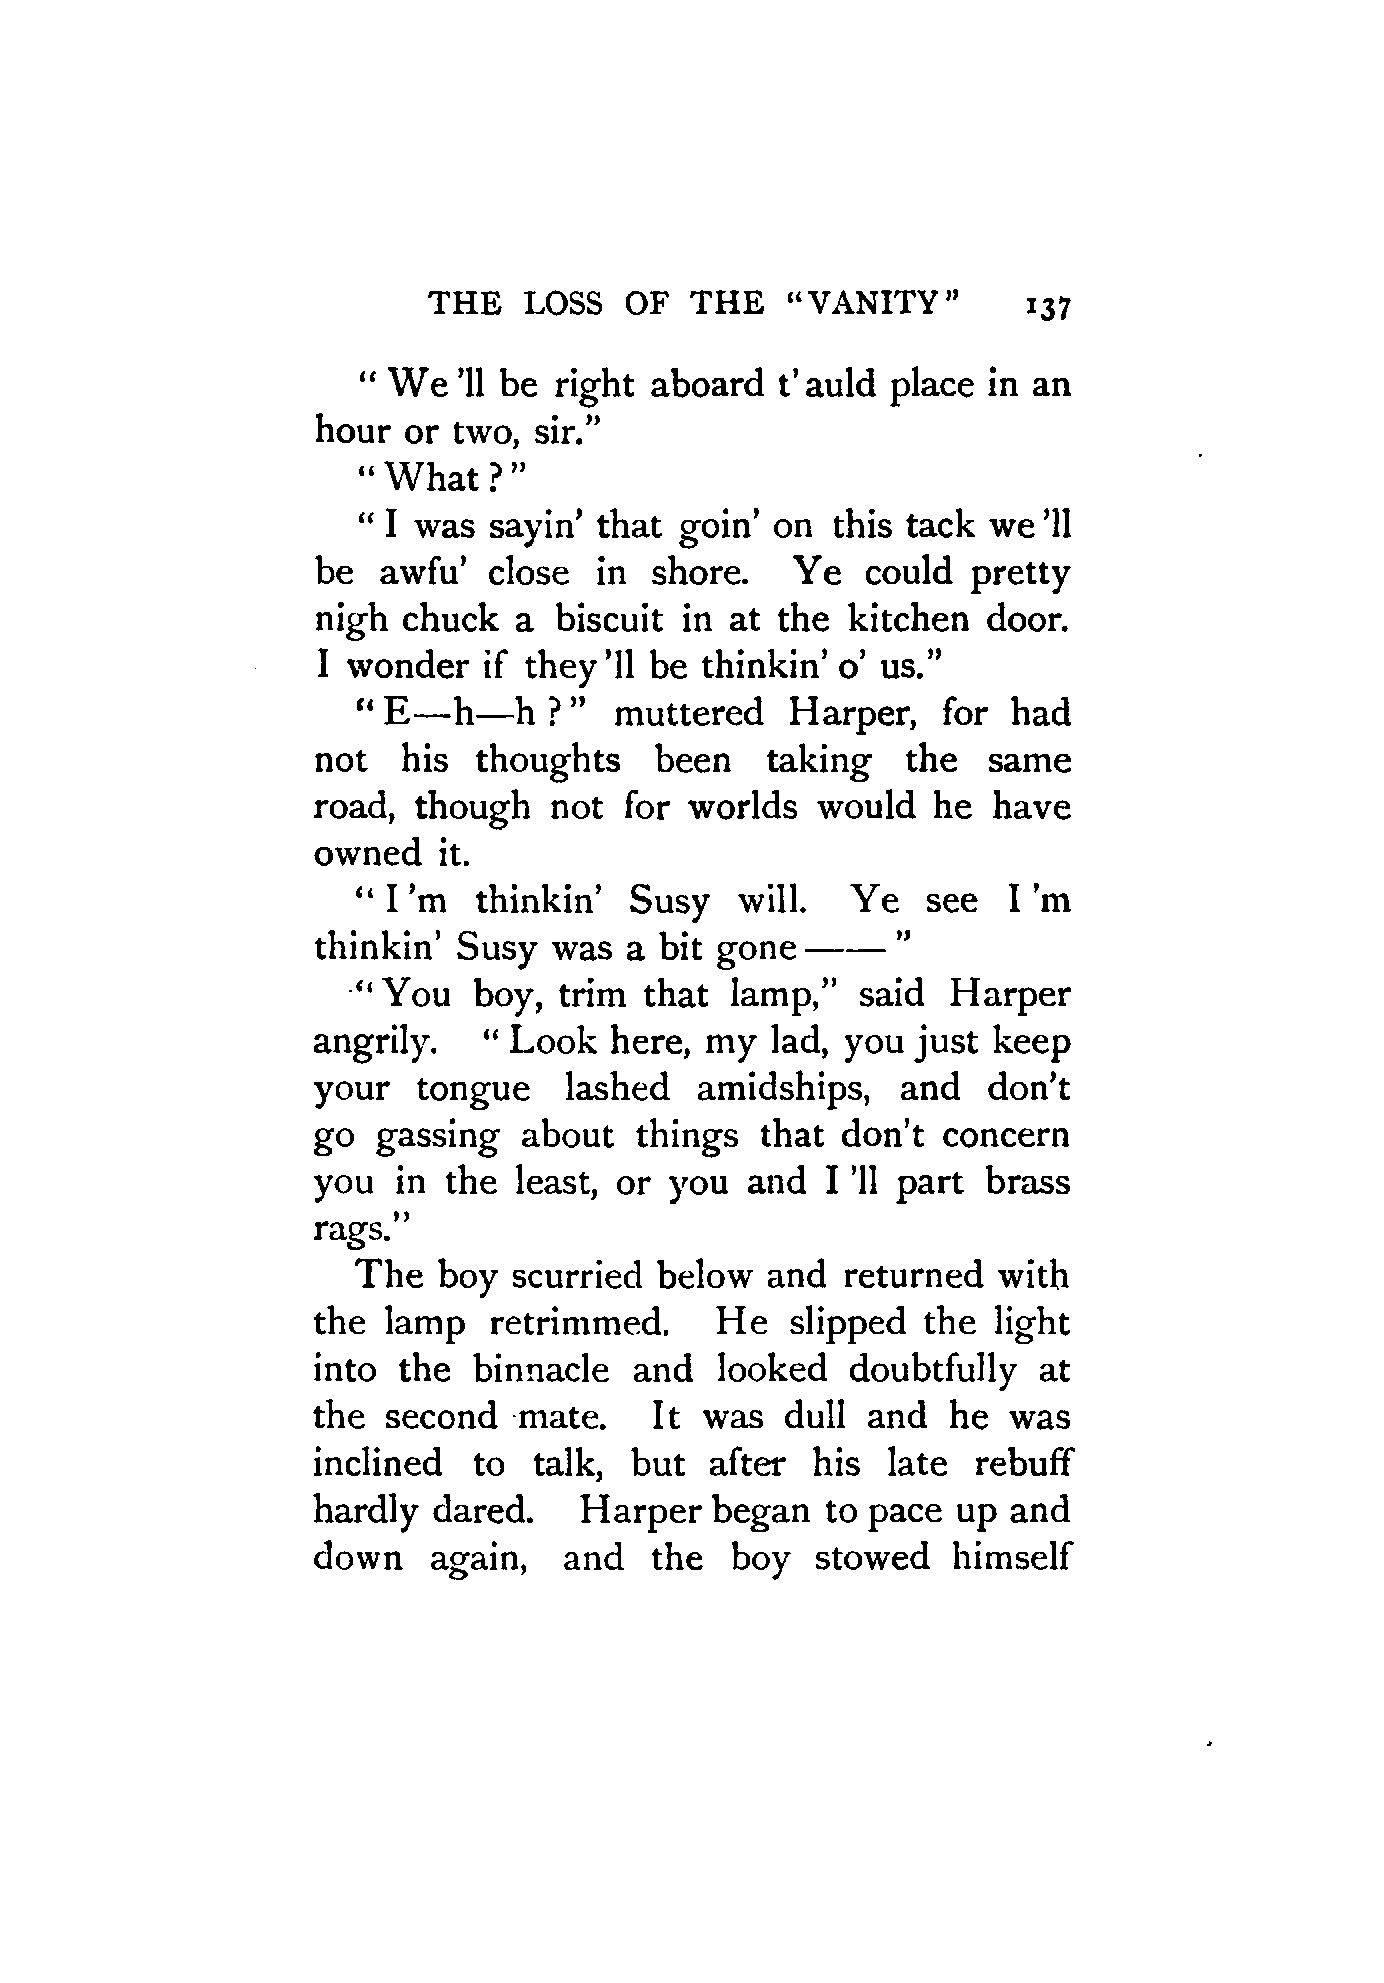 THE LOSS OF THE "VANITY" 137
"We'll be right aboard t'auld place in an
hour or two, sir."
"What?"
"I was sayin' that goin' on this tack we'll
be awfu' close in shore. Ye could pretty
nigh chuck a biscuit in at the kitchen door.
I wonder if they'll be thinkin' o' us."
"E—h—h?" muttered Harper, for had
not his thoughts been taking the same
road, though not for worlds would he have
owned it.
"I'm thinkin' Susy will. Ye see I'm
thinkin' Susy was a bit gone——"
"You boy, trim that lamp," said Harper
angrily. "Look here, my lad, you just keep
your tongue lashed amidships, and don't
go gassing about things that don't concern
you in the least, or you and I'll part brass
rags."
The boy scurried below and returned with
the lamp retrimmed. He slipped the light
into the binnacle and looked doubtfully at
the second mate. It was dull and he was
inclined to talk, but after his late rebuff
hardly dared. Harper began to pace up and
down again, and the boy stowed himself